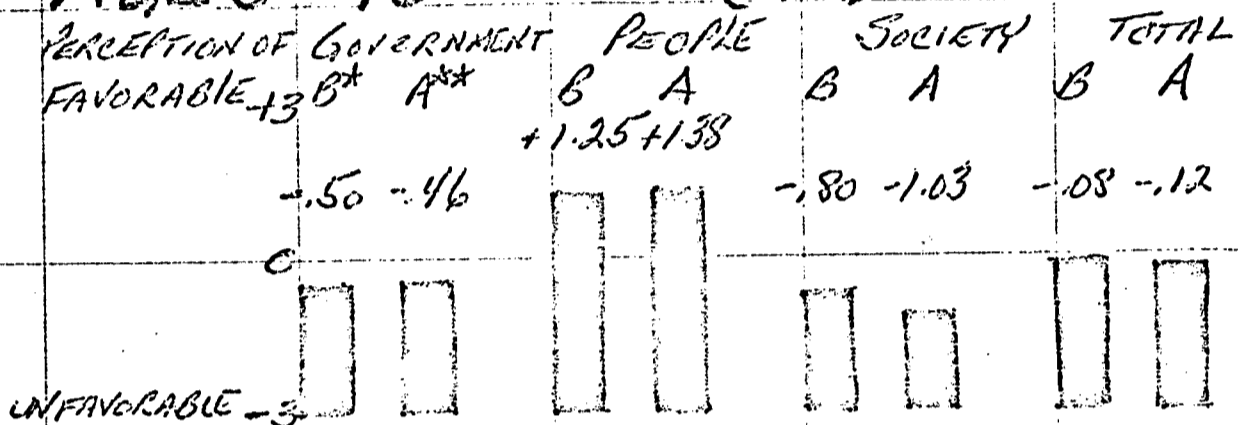 PERCEPTION OF GOVERNMENT PEOPLE SOCIETY TOTAL
FAVORABLE +3 B* A** B A B A B A
+1.25 +1.38
-.50 -.46 -.80 -1.03 -.08 -.12
0
UNFAVORABLE -3